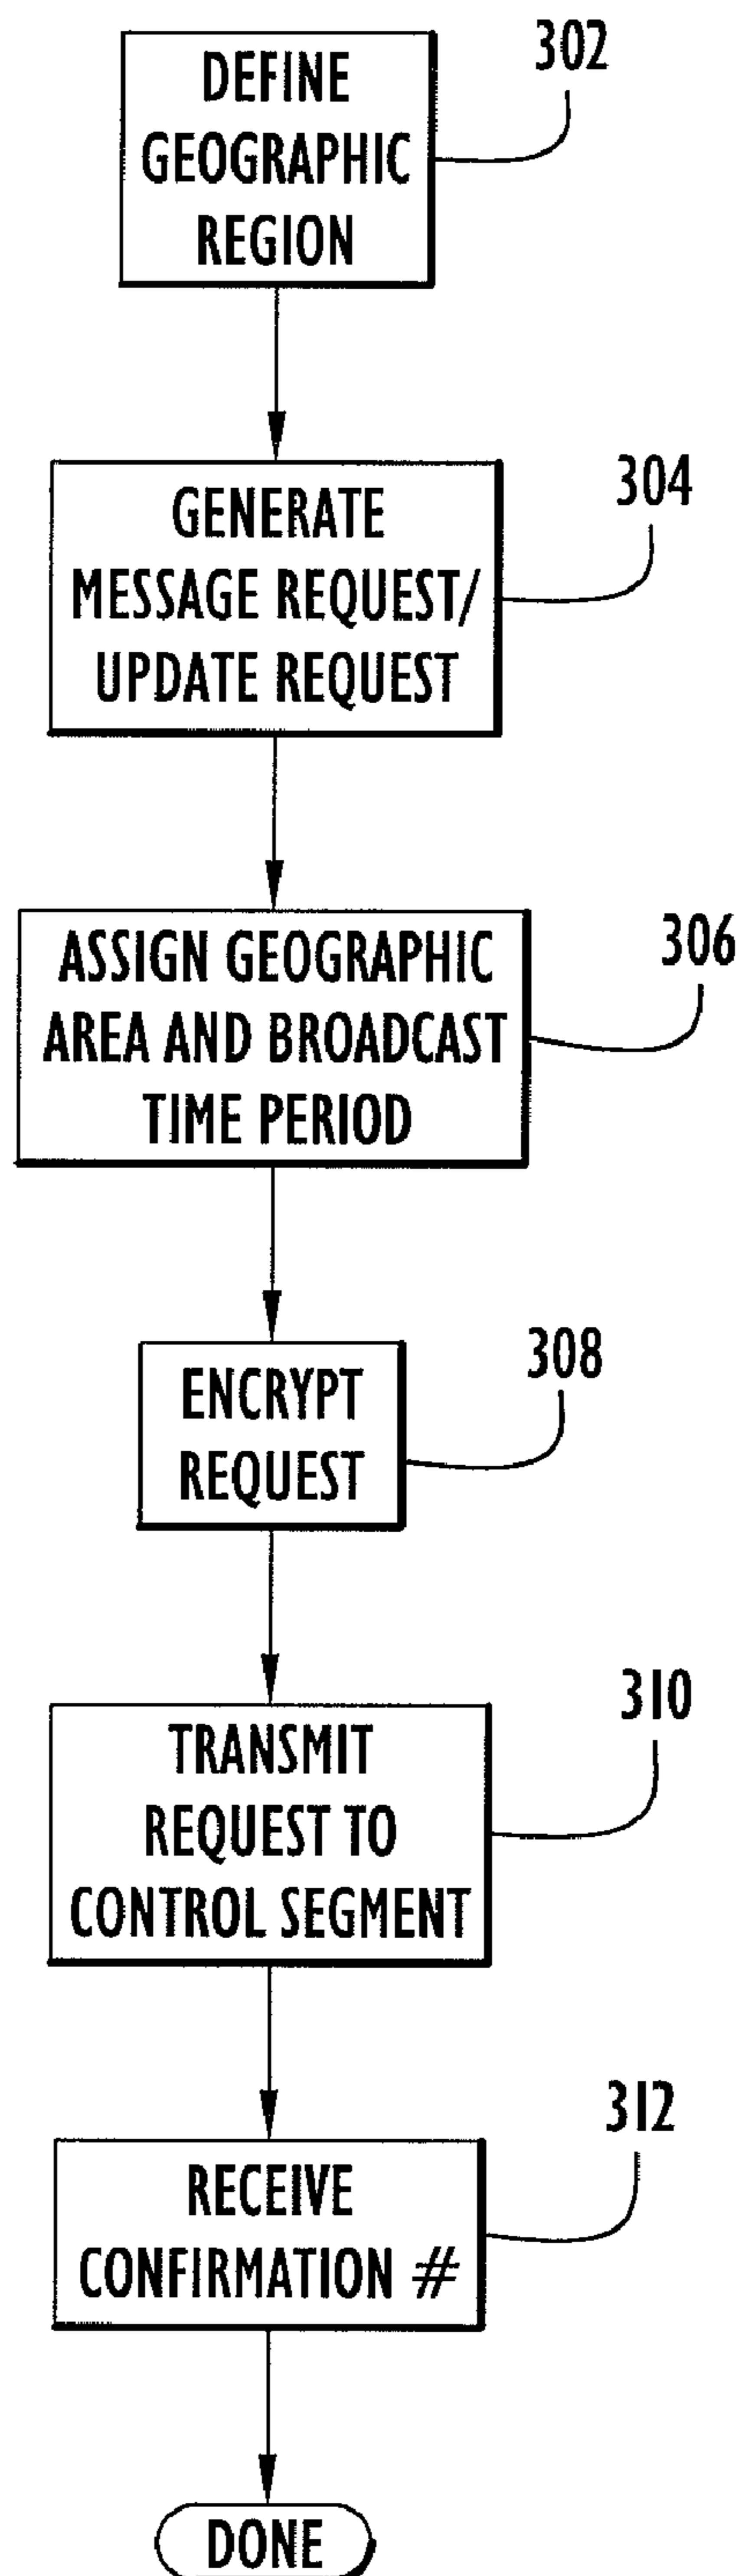 DEFINE
GEOGRAPHIC
REGION
302
GENERATE
MESSAGE REQUEST/
UPDATE REQUEST
304
ASSIGN GEOGRAPHIC
AREA AND BROADCAST
TIME PERIOD
306
ENCRYPT
REQUEST
308
TRANSMIT
REQUEST TO
CONTROL SEGMENT
310
RECEIVE
CONFIRMATION #
312
DONE